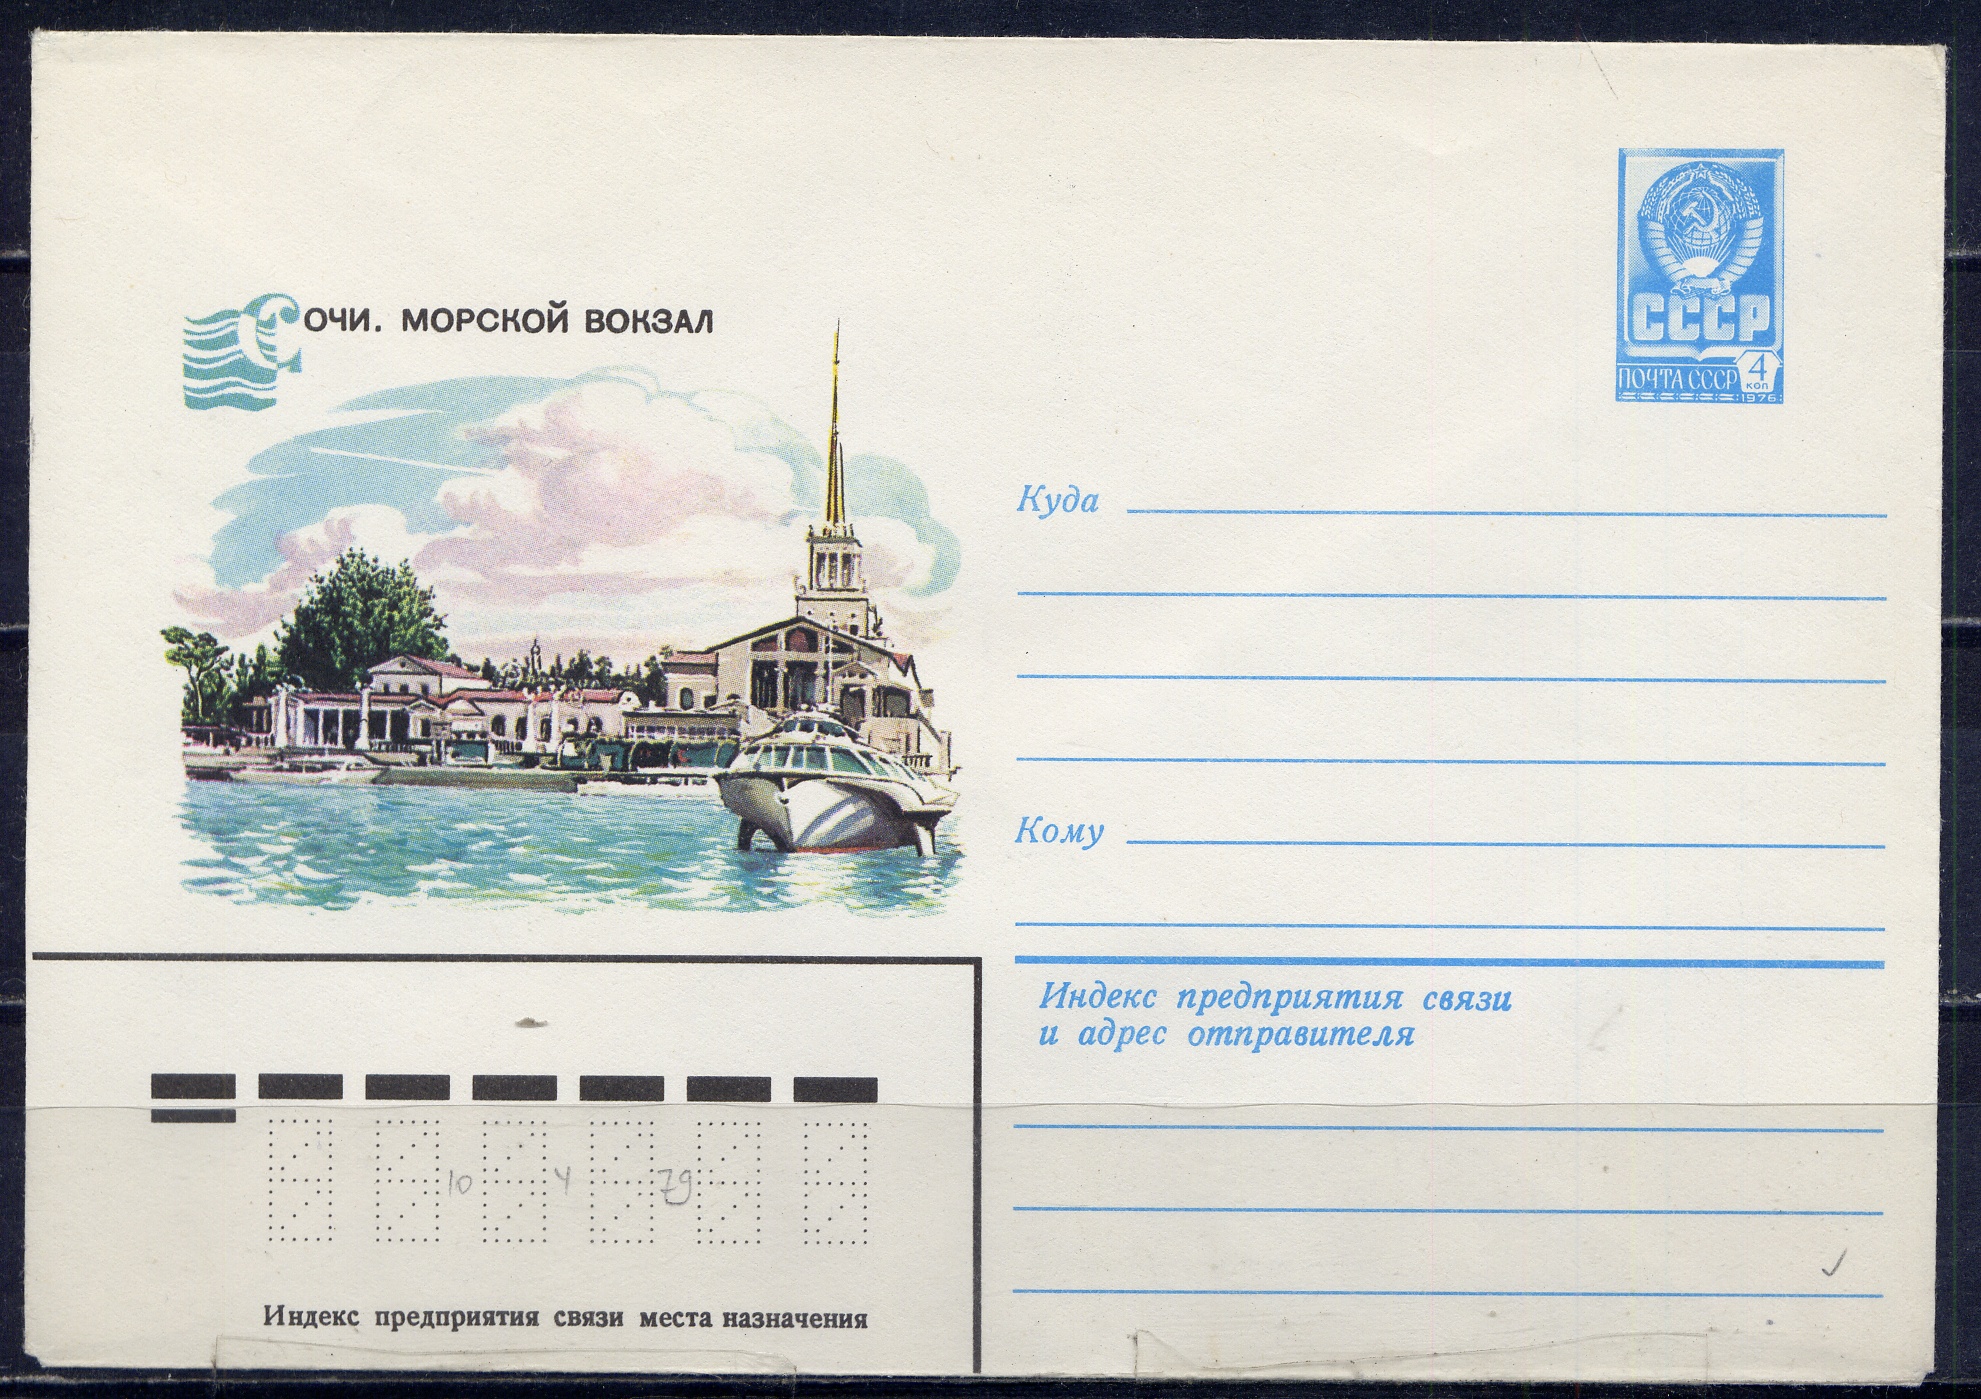 СОЧИ. МОРСКОЙ ВОКЗАЛ
СССР
ПОЧТА СССР 4 коп
1976
Куда
Кому
Индекс предприятия связи
и адрес отправителя
10 4 79
Индекс предприятия связи места назначения